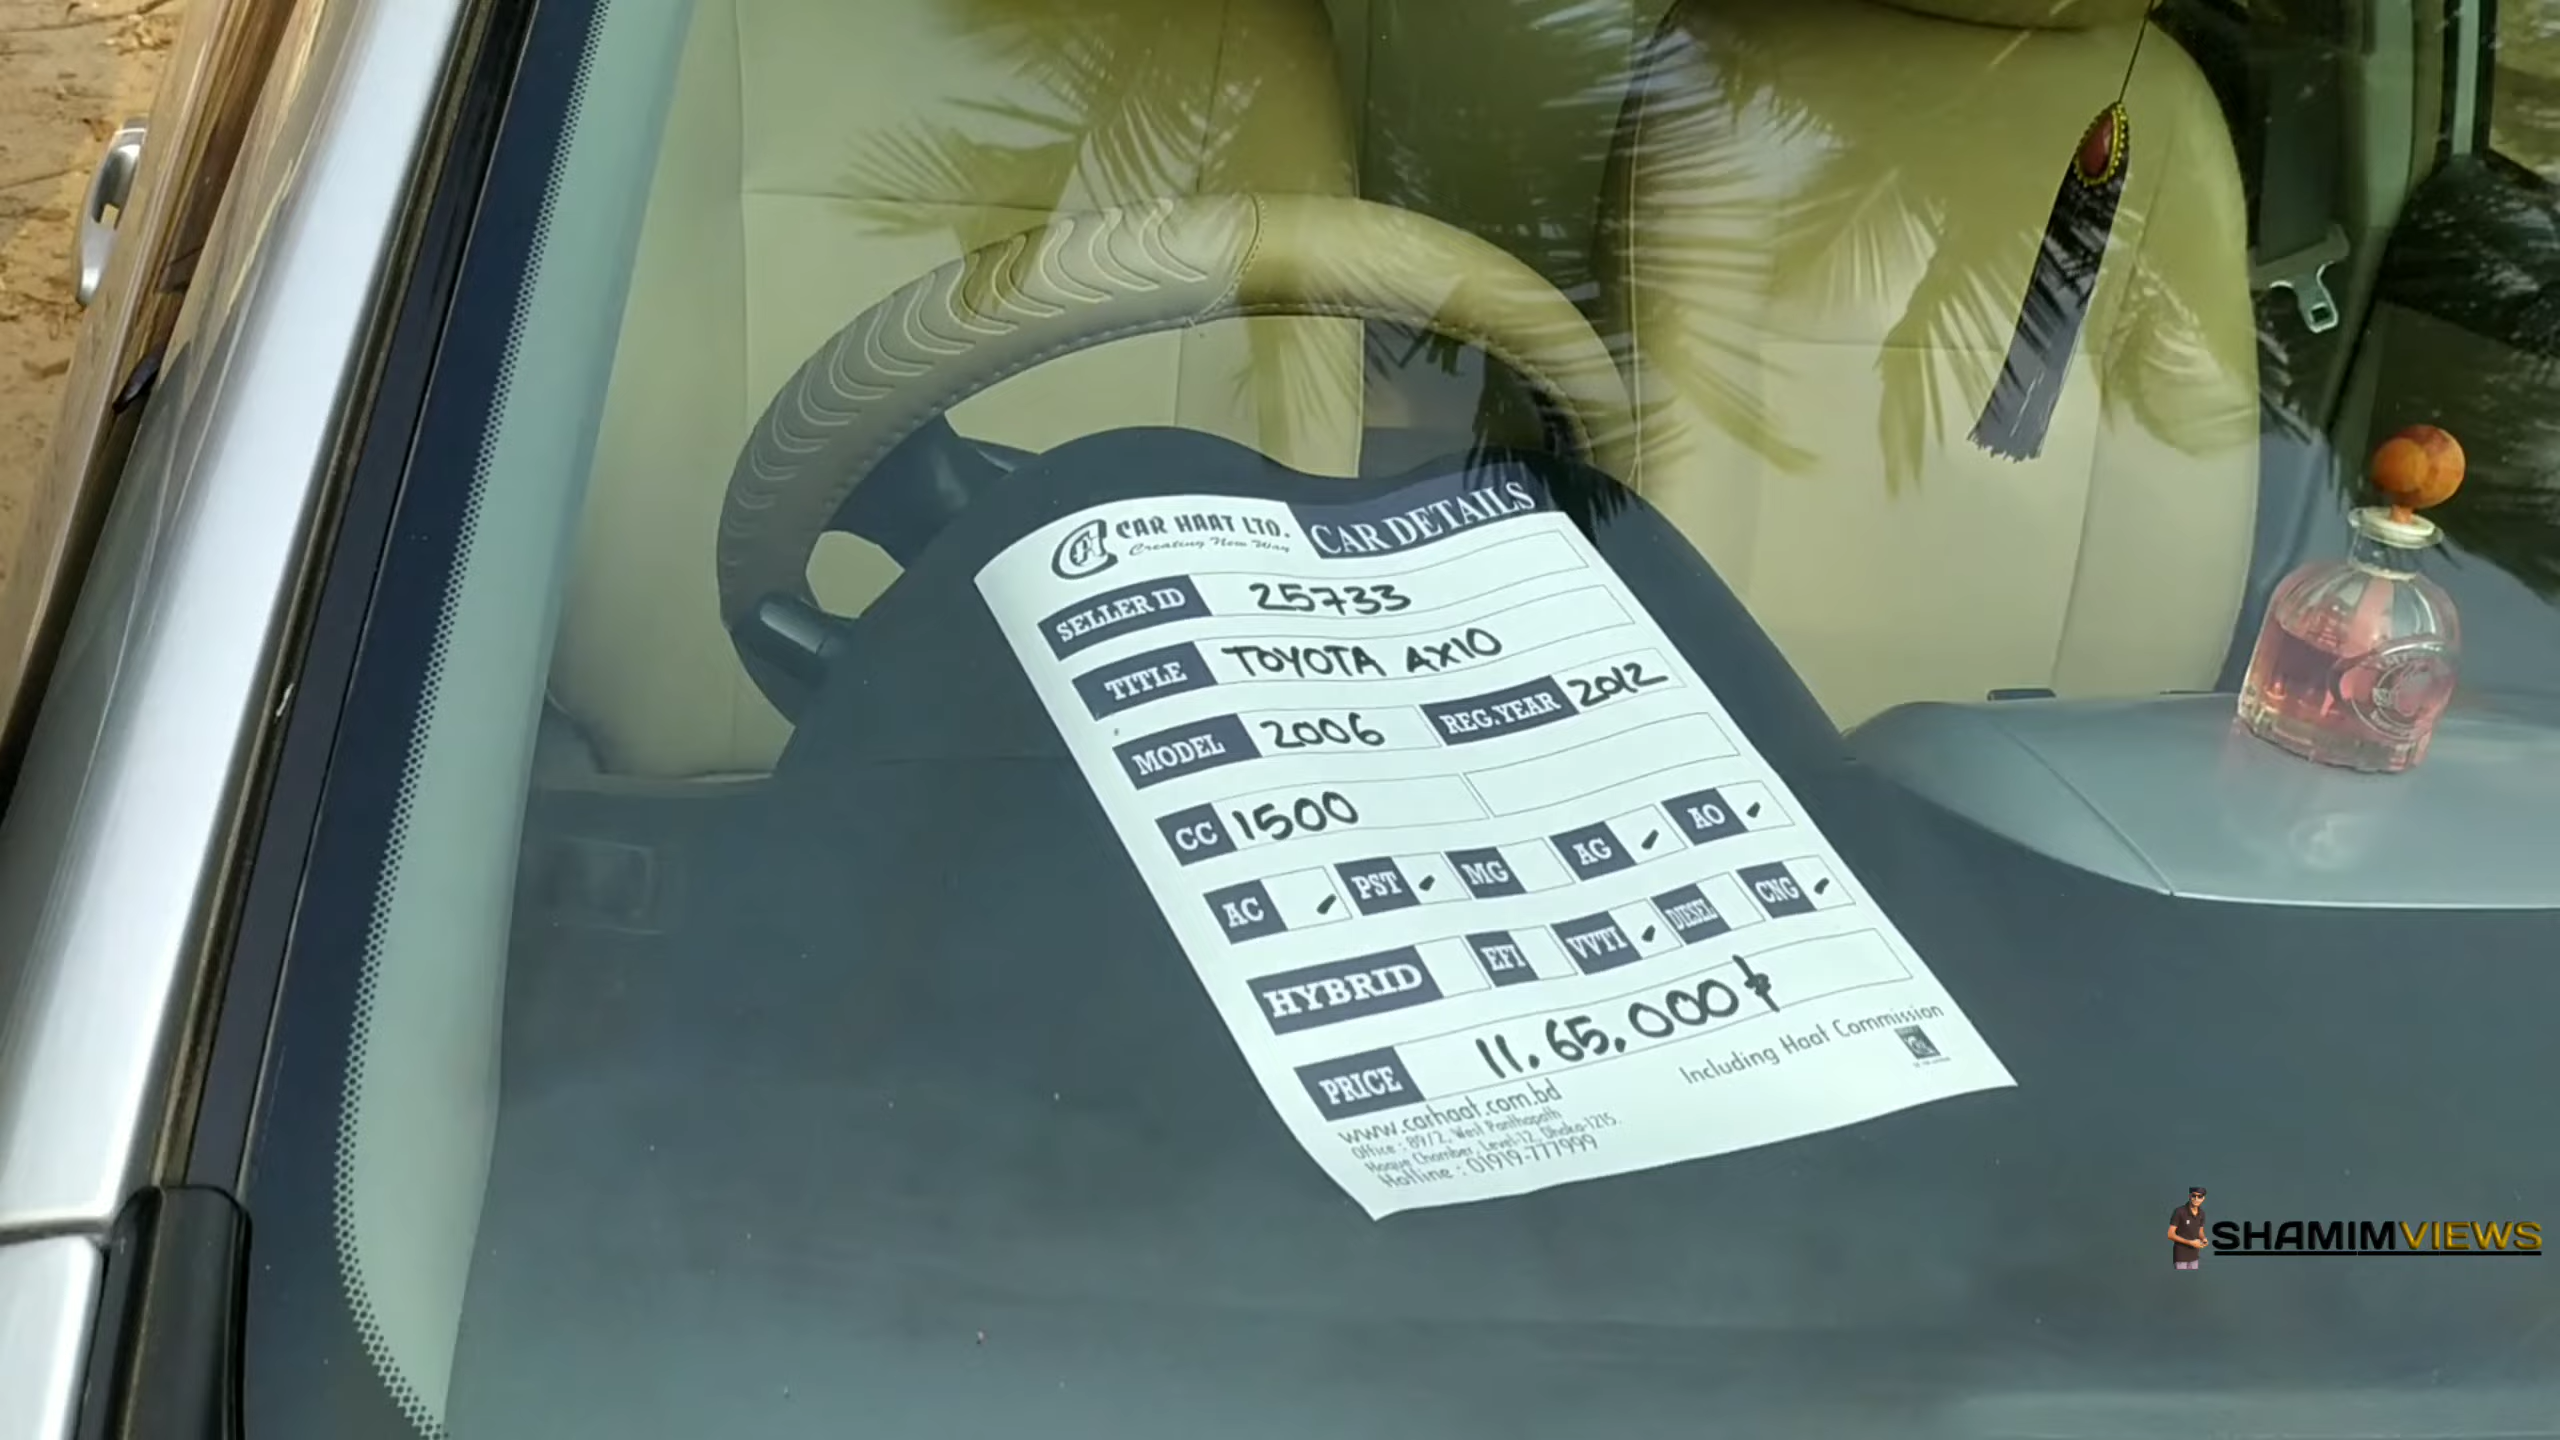 CAR HAAT LTD. CAR DETAILS
Creating New Way
SELLER ID 25733
TITLE TOYOTA AXIO
MODEL 2006 REG.YEAR 2012
CC 1500
AC ✓ PST ✓ MG AG ✓ AO ✓
HYBRID EFI VVTI ✓ DIESEL CNG ✓
PRICE 11.65.000
Including Haat Commission
www.carhaat.com.bd
Office : 89/2, West Panthapath
Haque Chamber, Level-12, Dhaka-1215.
Hotline : 01919-777999
SHAMIMVIEWS